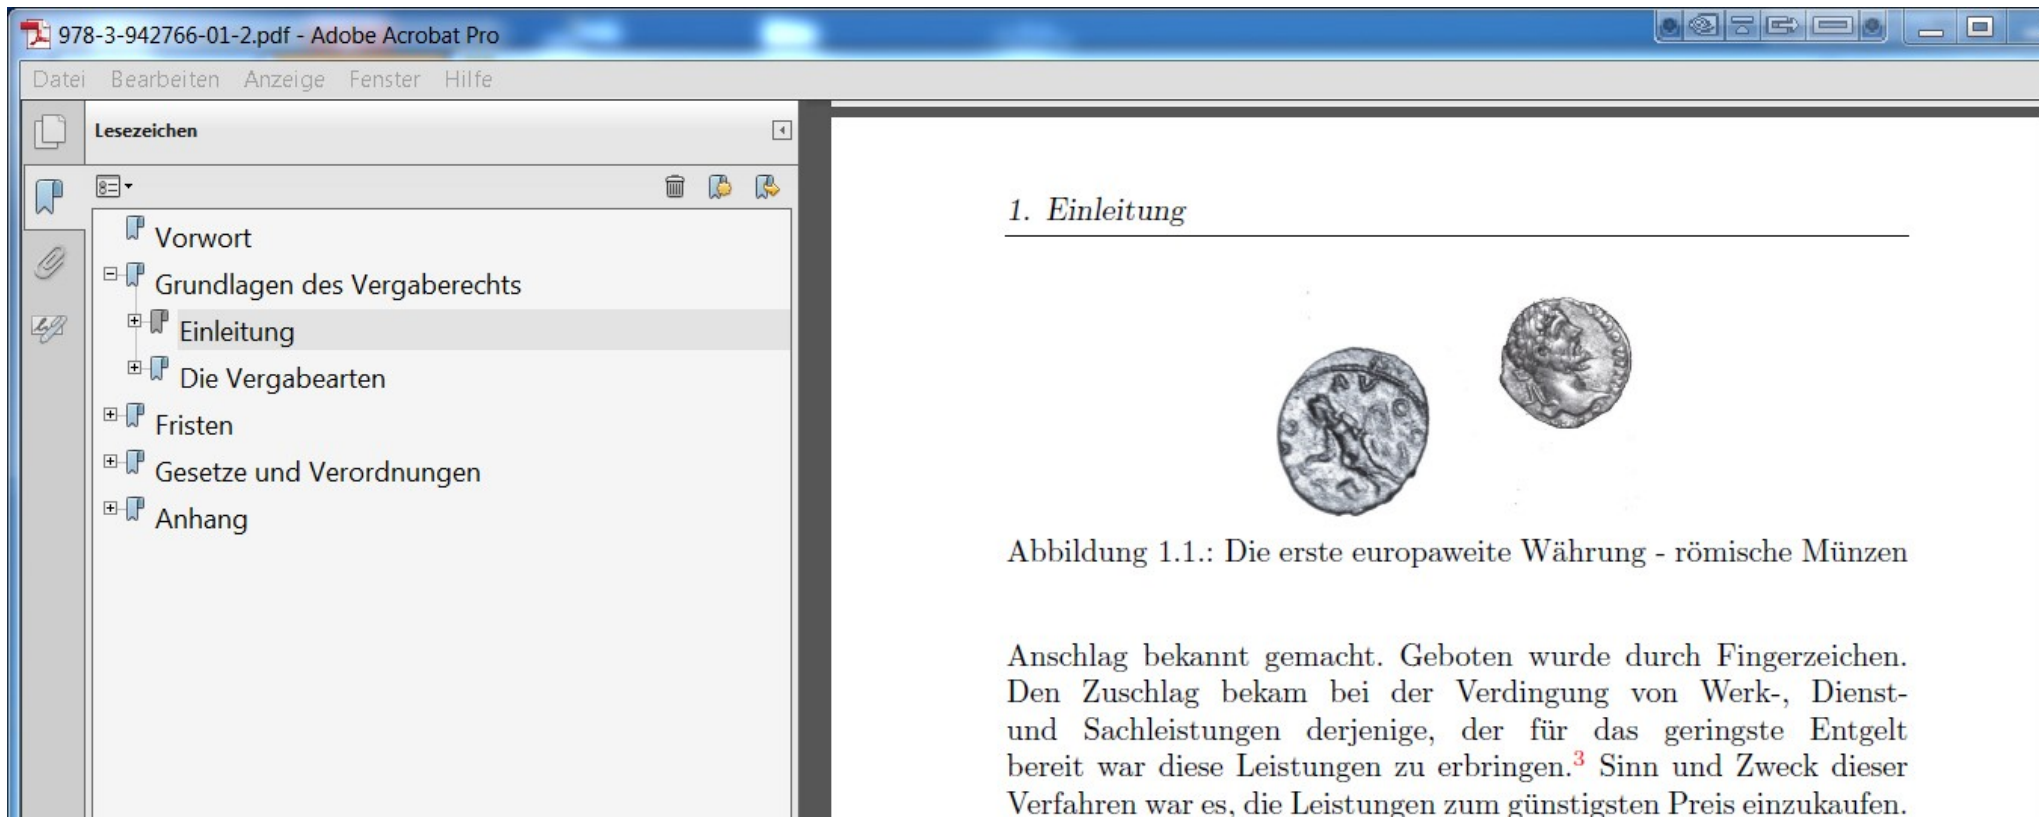 978-3-942766-01-2.pdf - Adobe Acrobat Pro
Datei Bearbeiten Anzeige Fenster Hilfe
Lesezeichen
Vorwort
Grundlagen des Vergaberechts
Einleitung
Die Vergabearten
Fristen
Gesetze und Verordnungen
Anhang
1. Einleitung
Abbildung 1.1.: Die erste europaweite Währung - römische Münzen
Anschlag bekannt gemacht. Geboten wurde durch Fingerzeichen.
Den Zuschlag bekam bei der Verdingung von Werk-, Dienst-
und Sachleistungen derjenige, der für das geringste Entgelt
bereit war diese Leistungen zu erbringen.³ Sinn und Zweck dieser
Verfahren war es, die Leistungen zum günstigsten Preis einzukaufen.